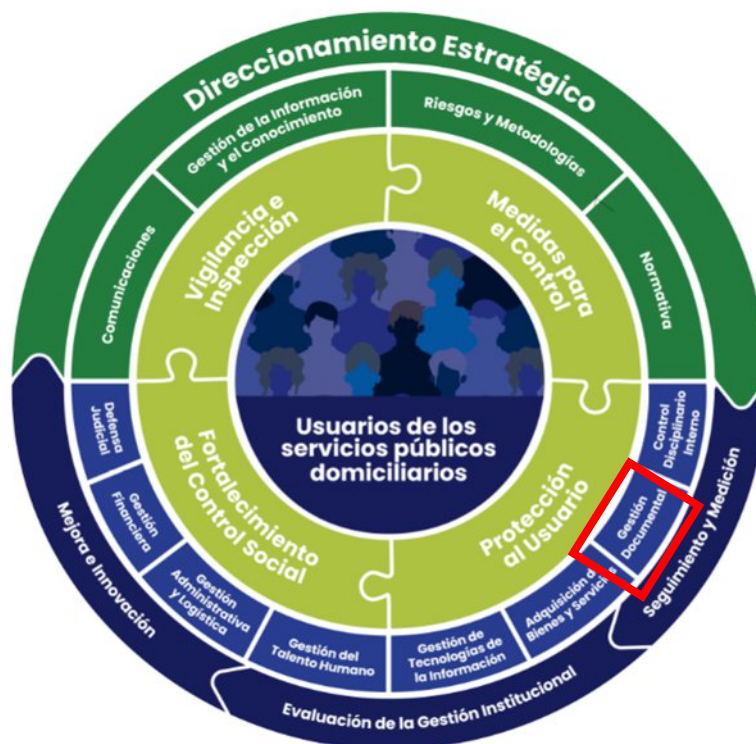 Direccionamiento Estratégico
Gestión de la Información
y el Conocimiento
Riesgos y Metodologías
Comunicaciones
Normativa
Vigilancia e
Inspección
Medidas para
el Control
Usuarios de los
servicios públicos
domiciliarios
Fortalecimiento
del Control Social
Protección
al Usuario
Defensa
Judicial
Gestión
Financiera
Gestión
Administrativa
y Logística
Gestión del
Talento Humano
Gestión de
Tecnologías de
la Información
Adquisición de
Bienes y Servicios
Gestión
Documental
Control
Disciplinario
Interno
Mejora e Innovación
Evaluación de la Gestión Institucional
Seguimiento y Medición